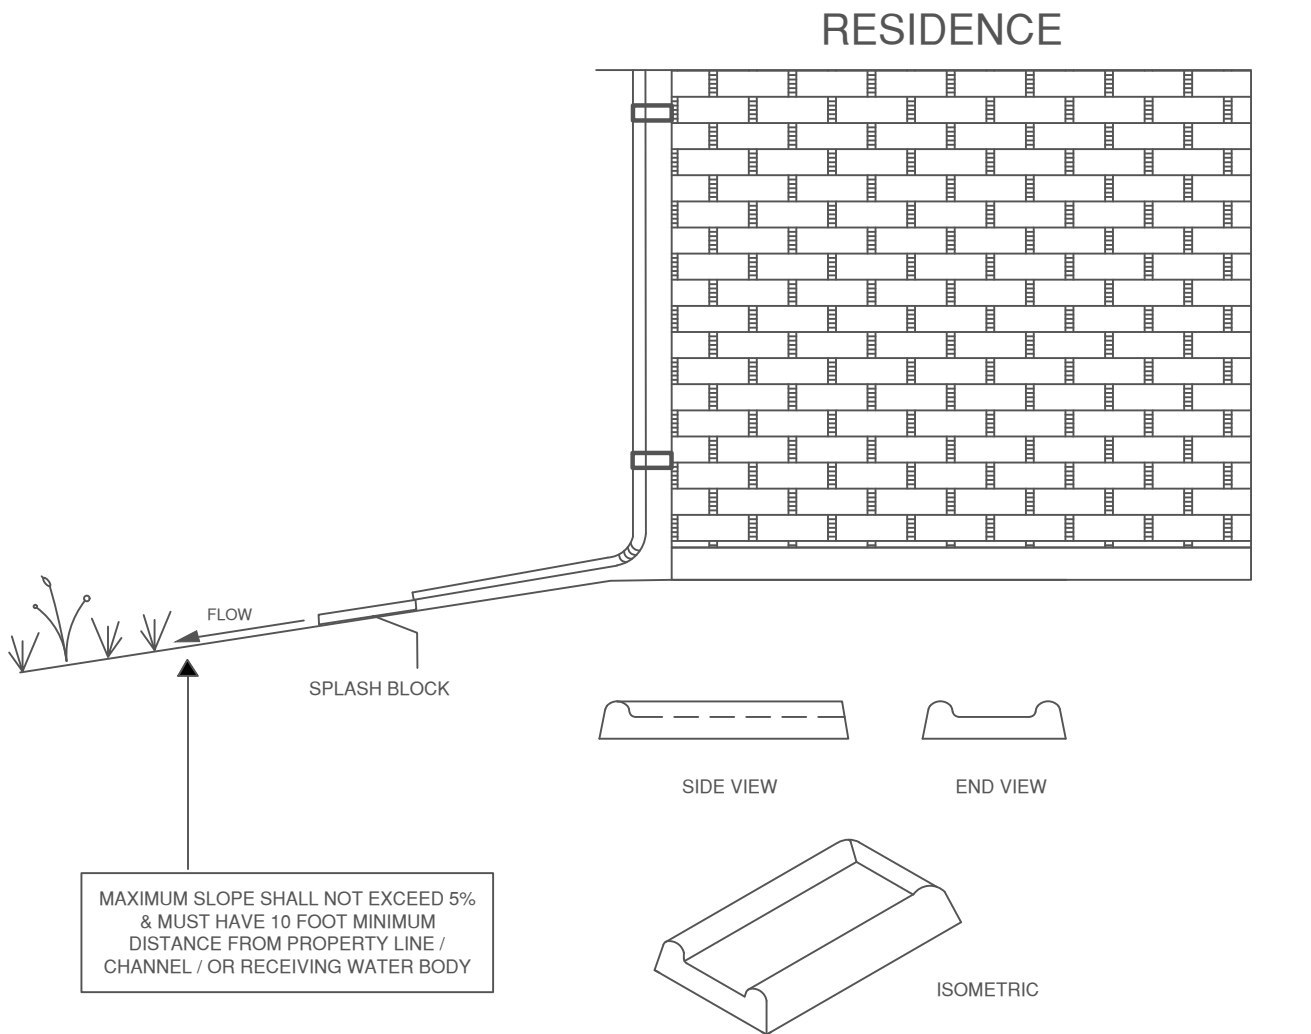 RESIDENCE
FLOW
SPLASH BLOCK
SIDE VIEW
END VIEW
MAXIMUM SLOPE SHALL NOT EXCEED 5%
& MUST HAVE 10 FOOT MINIMUM
DISTANCE FROM PROPERTY LINE /
CHANNEL / OR RECEIVING WATER BODY
ISOMETRIC